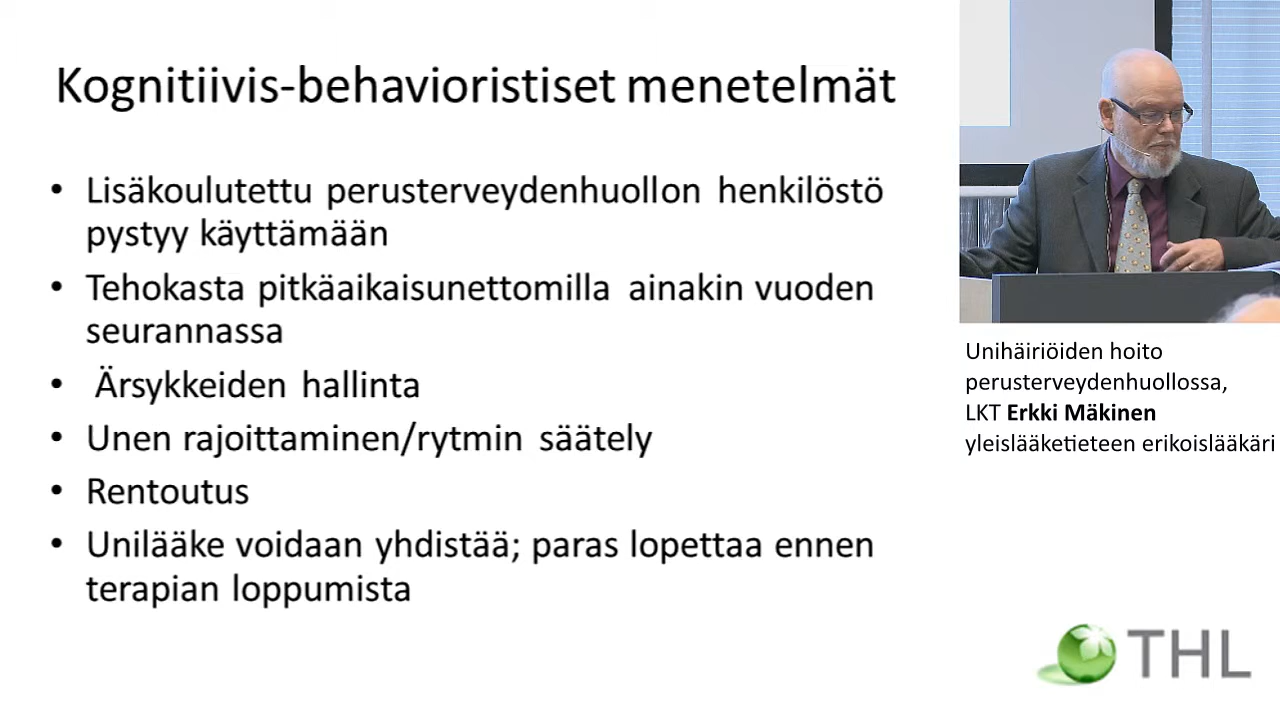 Kognitiivis-behavioristiset menetelmät
• Lisäkoulutettu perusterveydenhuollon henkilöstö
pystyy käyttämään
• Tehokasta pitkäaikaisunettomilla ainakin vuoden
seurannassa
• Ärsykkeiden hallinta
• Unen rajoittaminen/rytmin säätely
• Rentoutus
• Unilääke voidaan yhdistää; paras lopettaa ennen
terapian loppumista
Unihäiriöiden hoito
perusterveydenhuollossa,
LKT Erkki Mäkinen
yleislääketieteen erikoislääkäri
THL